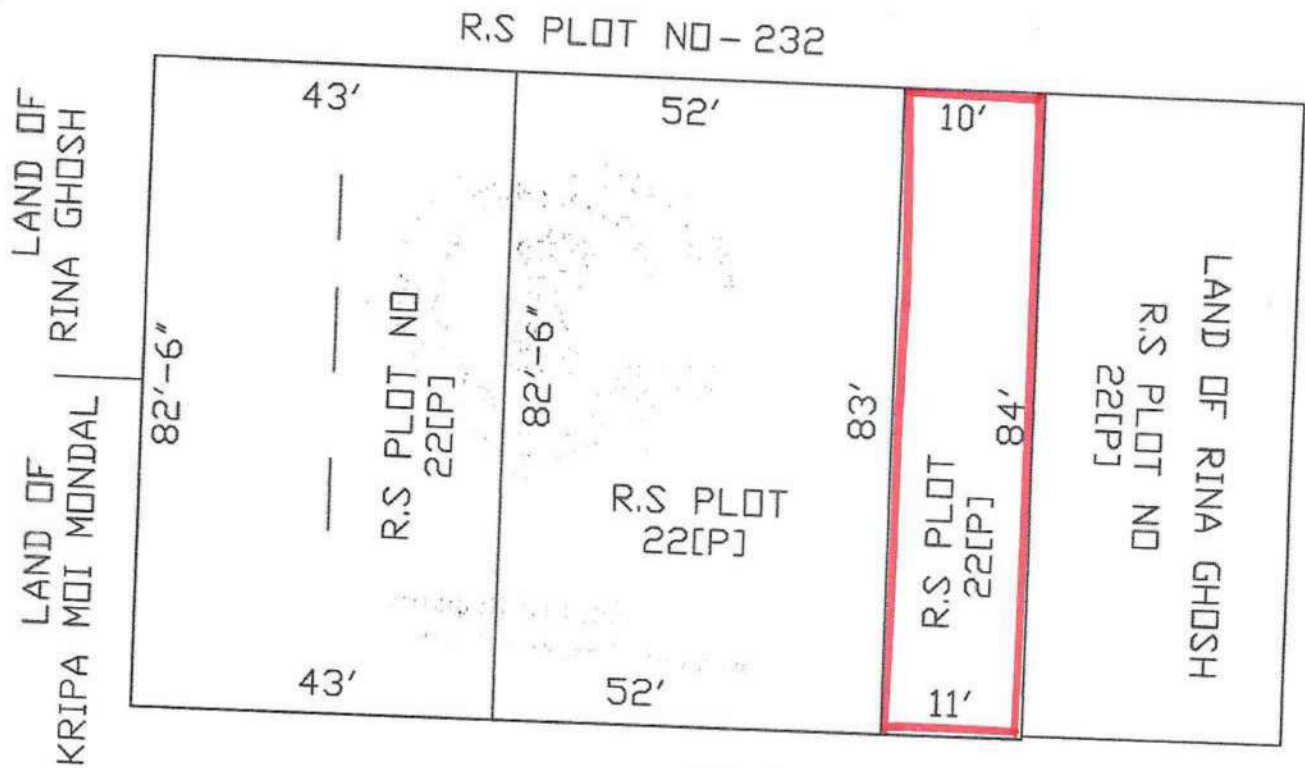 R.S PLOT NO-232
LAND OF
RINA GHOSH
LAND OF
KRIPA MOI MONDAL
43'
82'-6"
R.S PLOT NO
22[P]
43'
52'
82'-6"
R.S PLOT
22[P]
52'
83'
10'
84'
R.S PLOT
22[P]
11'
LAND OF RINA GHOSH
R.S PLOT NO
22[P]